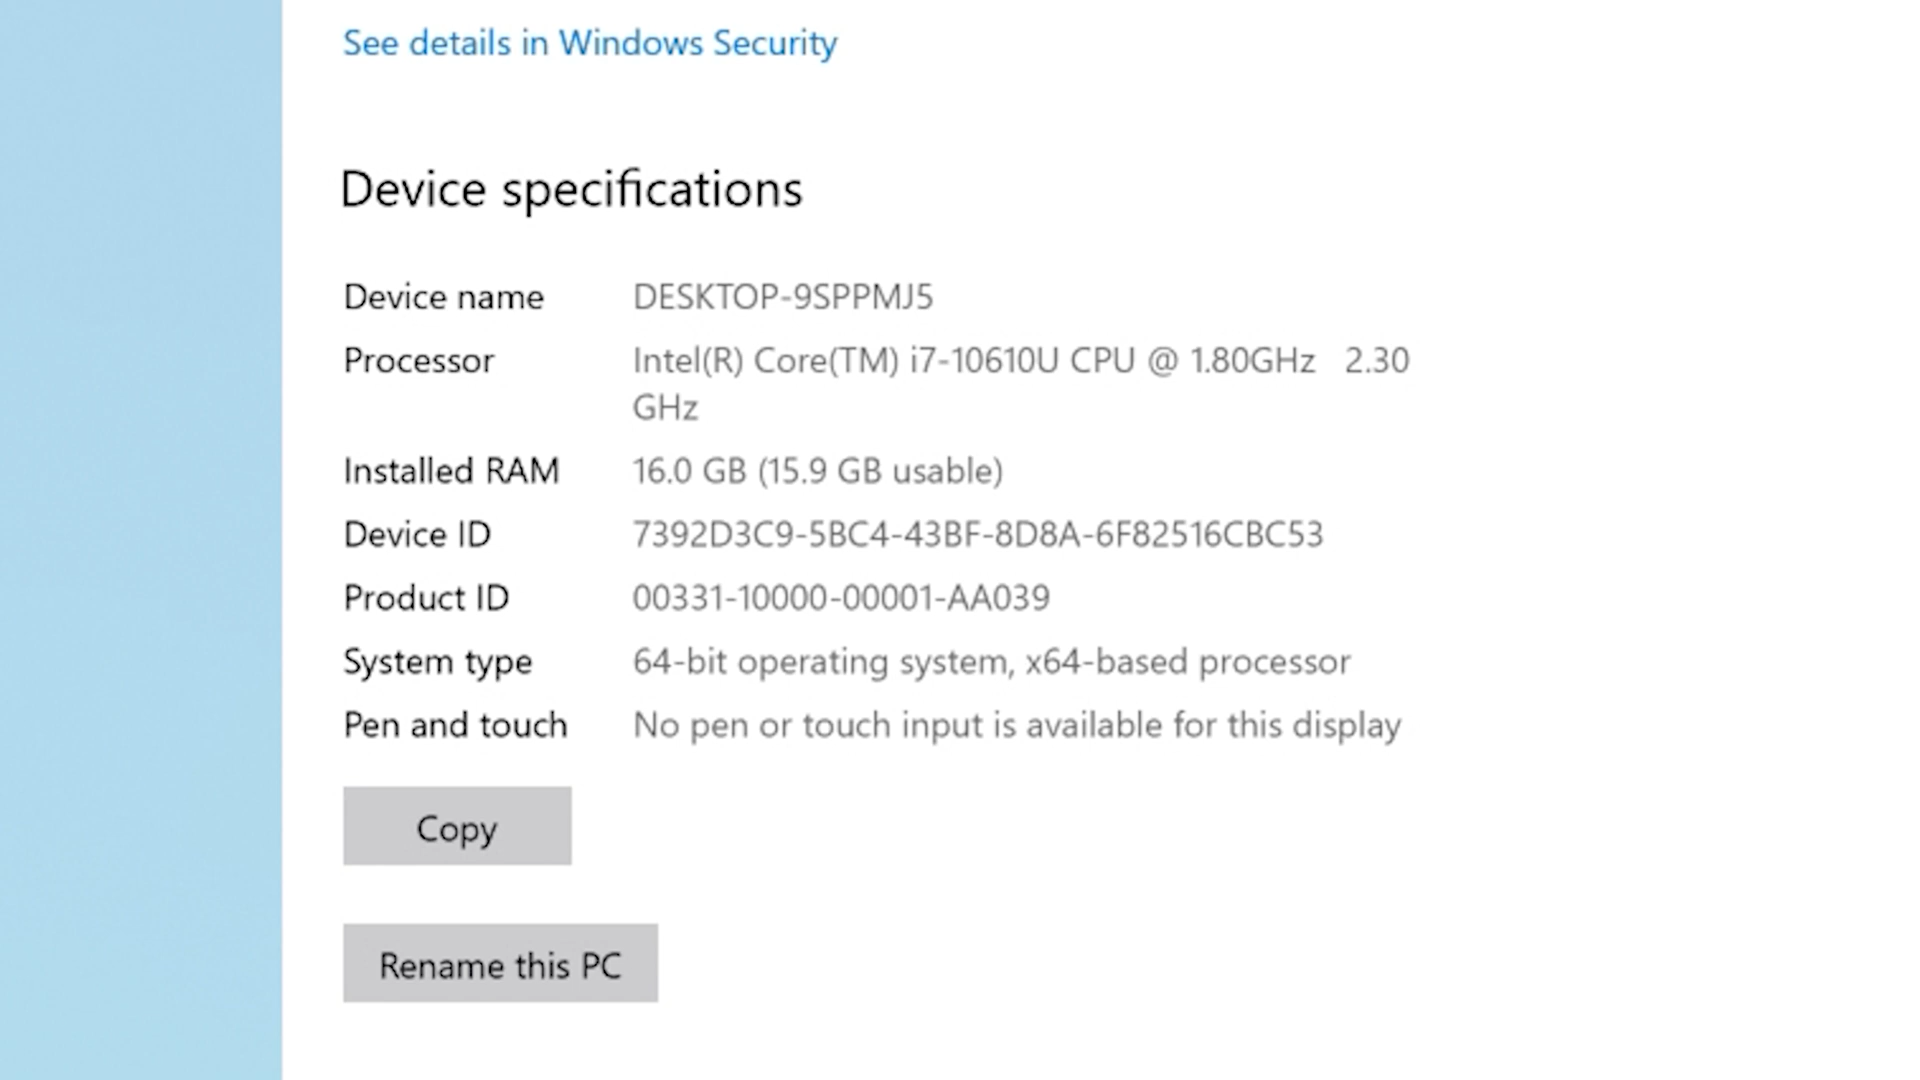 See details in Windows Security
Device specifications
Device name DESKTOP-9SPPMJ5
Processor Intel(R) Core(TM) i7-10610U CPU @ 1.80GHz 2.30
GHz
Installed RAM 16.0 GB (15.9 GB usable)
Device ID 7392D3C9-5BC4-43BF-8D8A-6F82516CBC53
Product ID 00331-10000-00001-AA039
System type 64-bit operating system, x64-based processor
Pen and touch No pen or touch input is available for this display
Copy
Rename this PC